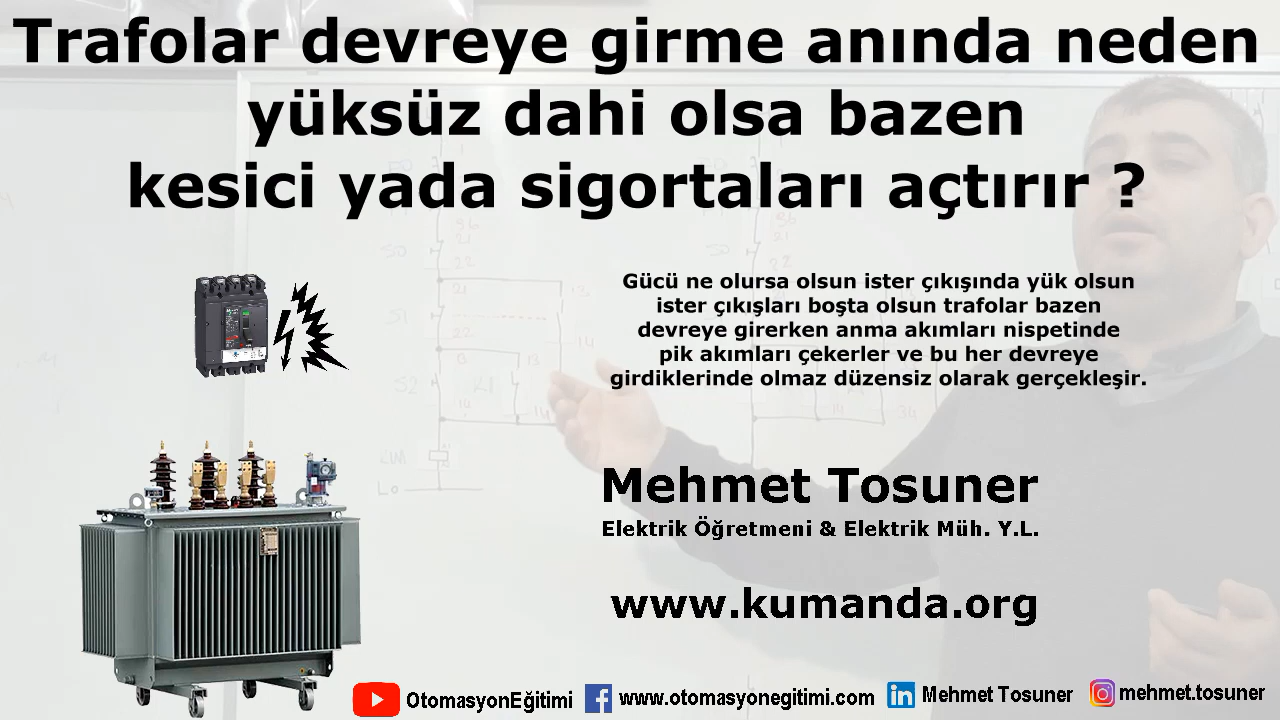 Trafolar devreye girme anında neden
yüksüz dahi olsa bazen
kesici yada sigortaları açtırır ?
Gücü ne olursa olsun ister çıkışında yük olsun
ister çıkışları boşta olsun trafolar bazen
devreye girerken anma akımları nispetinde
pik akımları çekerler ve bu her devreye
girdiklerinde olmaz düzensiz olarak gerçekleşir.
Mehmet Tosuner
Elektrik Öğretmeni & Elektrik Müh. Y.L.
www.kumanda.org
OtomasyonEğitimi
www.otomasyonegitimi.com
Mehmet Tosuner
mehmet.tosuner